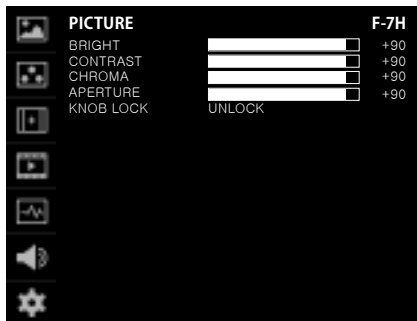 PICTURE F-7H
BRIGHT +90
CONTRAST +90
CHROMA +90
APERTURE +90
KNOB LOCK UNLOCK